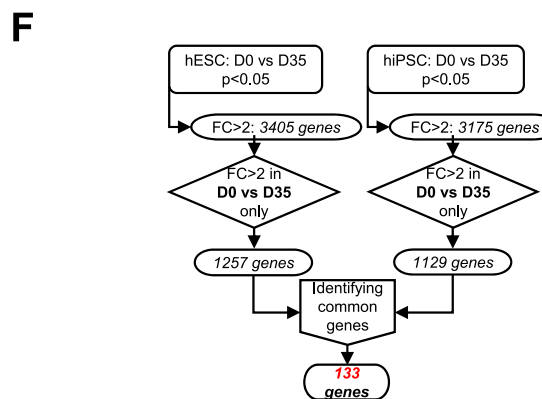 F
hESC: D0 vs D35
p<0.05
hiPSC: D0 vs D35
p<0.05
FC>2: 3405 genes
FC>2: 3175 genes
FC>2 in
D0 vs D35
only
FC>2 in
D0 vs D35
only
1257 genes
1129 genes
Identifying
common
genes
133
genes